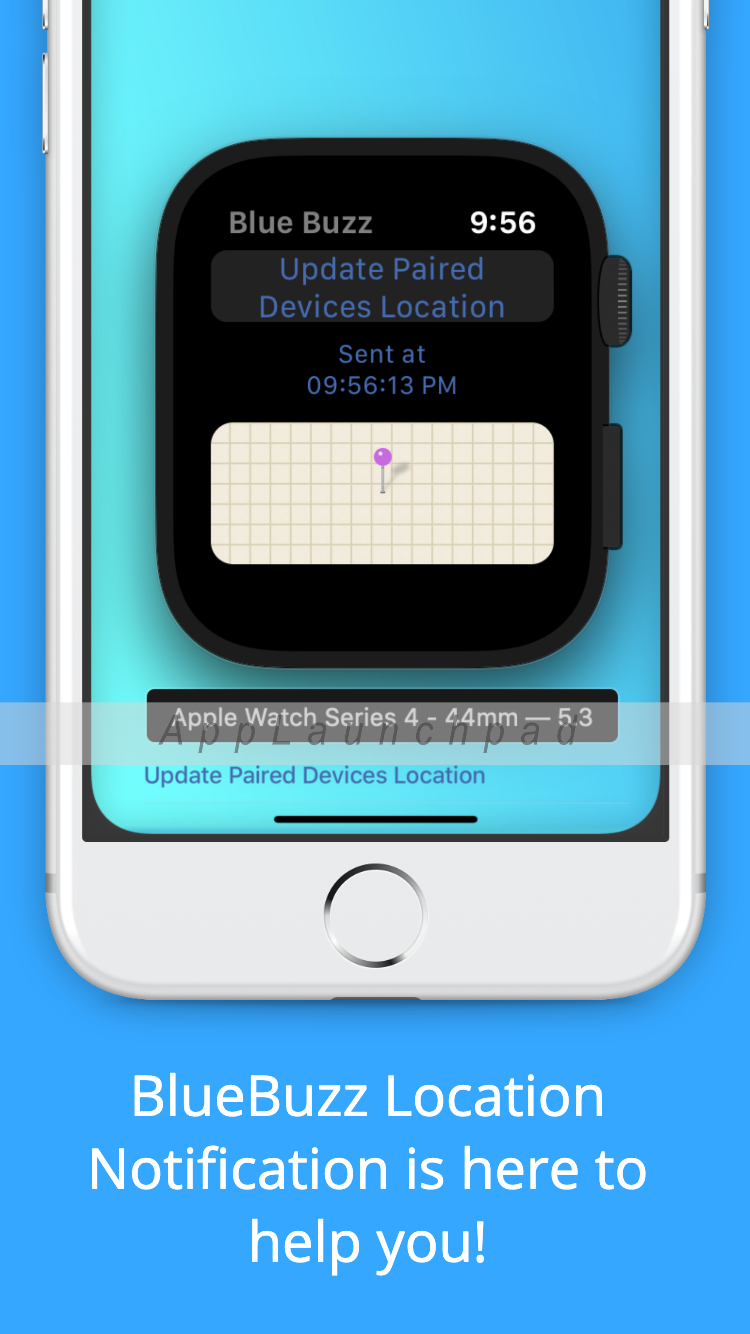 Blue Buzz 9:56
Update Paired
Devices Location
Sent at
09:56:13 PM
Apple Watch Series 4 - 44mm — 5.3
AppLaunchpad
Update Paired Devices Location
BlueBuzz Location
Notification is here to
help you!